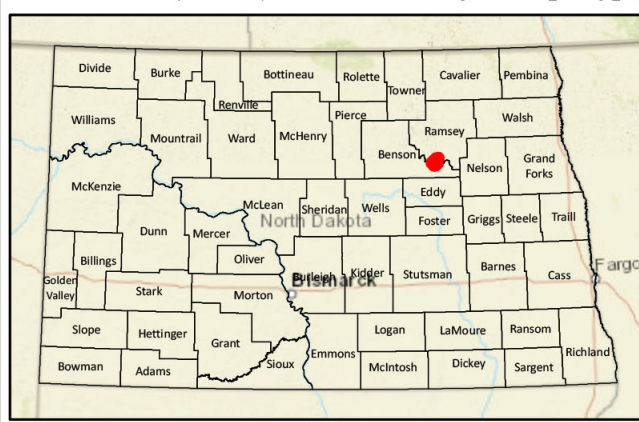 Divide
Burke
Renville
Bottineau
Rolette
Towner
Cavalier
Pembina
Williams
Mountrail
Ward
McHenry
Pierce
Benson
Ramsey
Walsh
Nelson
Grand
Forks
McKenzie
Dunn
McLean
Mercer
Oliver
Sheridan
Wells
Eddy
Foster
Griggs
Steele
Traill
North Dakota
Golden
Valley
Billings
Stark
Morton
Burleigh
Bismarck
Kidder
Stutsman
Barnes
Cass
Fargo
Slope
Hettinger
Grant
Sioux
Emmons
Logan
LaMoure
Ransom
Richland
Bowman
Adams
McIntosh
Dickey
Sargent